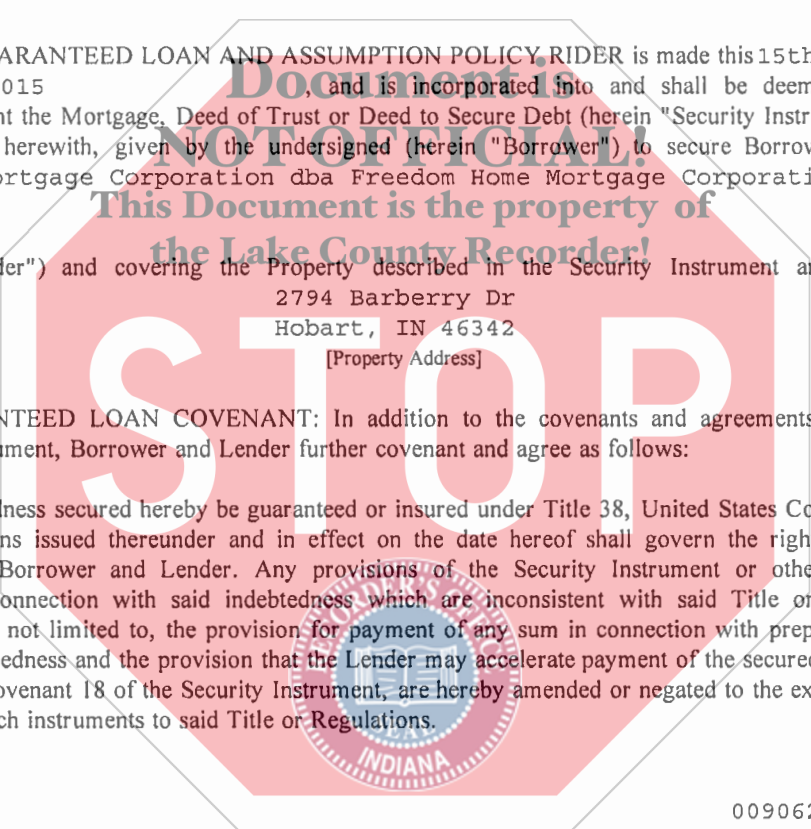 ARANTEED LOAN AND ASSUMPTION POLICY RIDER is made this 15th
015 , and is incorporated into and shall be deem
nt the Mortgage, Deed of Trust or Deed to Secure Debt (herein "Security Instr
herewith, given by the undersigned (herein "Borrower") to secure Borrow
ortgage Corporation dba Freedom Home Mortgage Corporati
der") and covering the Property described in the Security Instrument a
2794 Barberry Dr
Hobart, IN 46342
[Property Address]
NTEED LOAN COVENANT: In addition to the covenants and agreements
ument, Borrower and Lender further covenant and agree as follows:
dness secured hereby be guaranteed or insured under Title 38, United States Co
ns issued thereunder and in effect on the date hereof shall govern the righ
Borrower and Lender. Any provisions of the Security Instrument or othe
onnection with said indebtedness which are inconsistent with said Title or
not limited to, the provision for payment of any sum in connection with prep
tedness and the provision that the Lender may accelerate payment of the secured
ovenant 18 of the Security Instrument, are hereby amended or negated to the ex
ch instruments to said Title or Regulations.
009062
Document is
NOT OFFICIAL!
This Document is the property of
the Lake County Recorder!
STOP
RECORDER'S OFFICE
SEAL
INDIANA